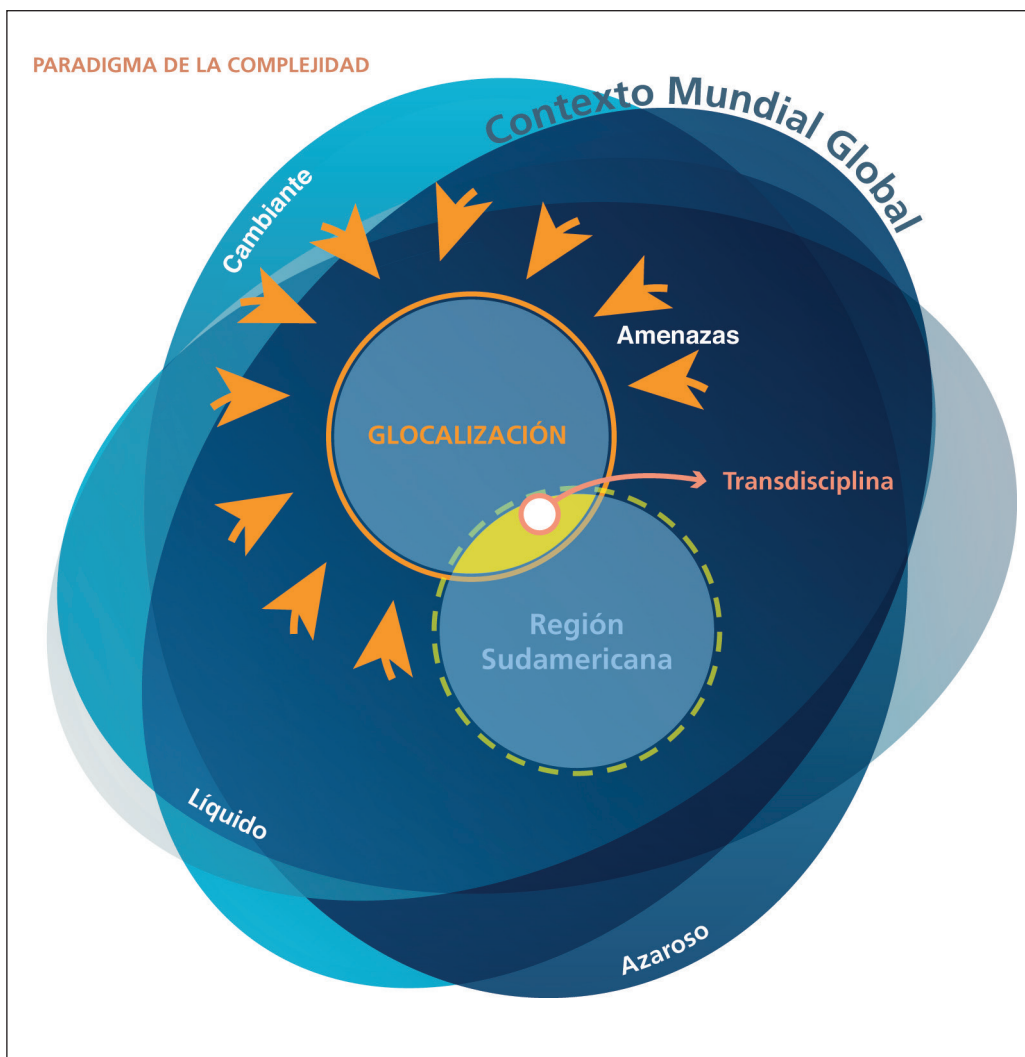 PARADIGMA DE LA COMPLEJIDAD
Contexto Mundial Global
Cambiante
Amenazas
GLOCALIZACIÓN
Transdisciplina
Región
Sudamericana
Líquido
Azaroso